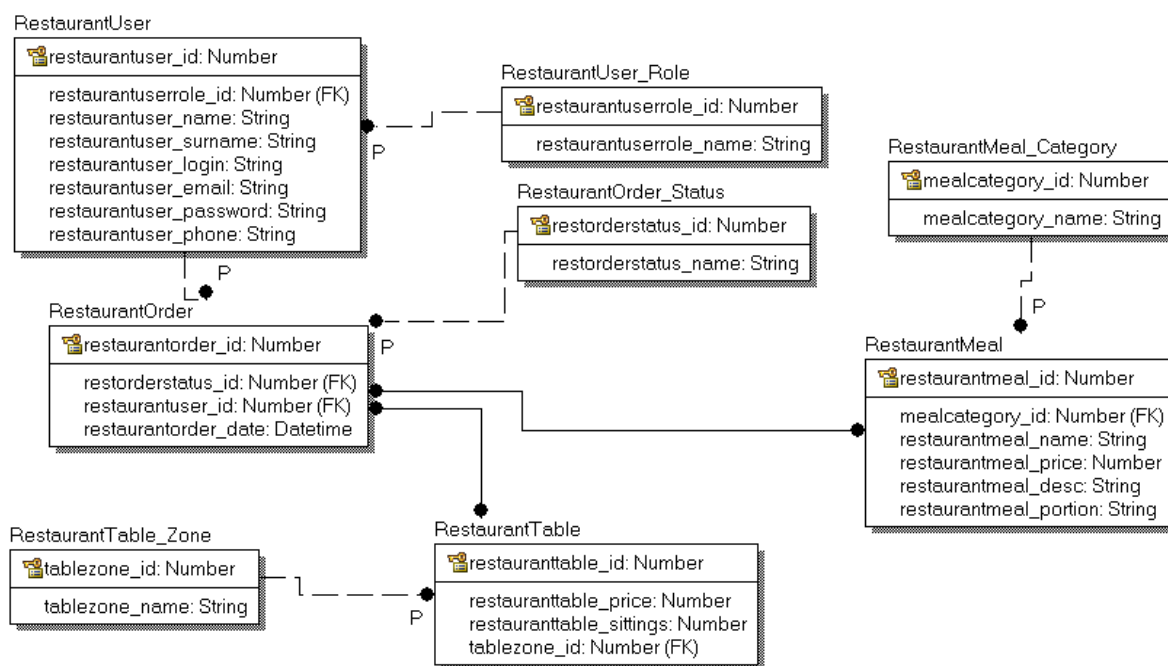 RestaurantUser
restaurantuser_id: Number
restaurantuserrole_id: Number (FK)
restaurantuser_name: String
restaurantuser_surname: String
restaurantuser_login: String
restaurantuser_email: String
restaurantuser_password: String
restaurantuser_phone: String
P
RestaurantUser_Role
restaurantuserrole_id: Number
restaurantuserrole_name: String
P
RestaurantOrder_Status
restorderstatus_id: Number
restorderstatus_name: String
P
RestaurantMeal_Category
mealcategory_id: Number
mealcategory_name: String
P
RestaurantOrder
restaurantorder_id: Number
restorderstatus_id: Number (FK)
restaurantuser_id: Number (FK)
restaurantorder_date: Datetime
RestaurantMeal
restaurantmeal_id: Number
mealcategory_id: Number (FK)
restaurantmeal_name: String
restaurantmeal_price: Number
restaurantmeal_desc: String
restaurantmeal_portion: String
RestaurantTable_Zone
tablezone_id: Number
tablezone_name: String
P
RestaurantTable
restauranttable_id: Number
restauranttable_price: Number
restauranttable_sittings: Number
tablezone_id: Number (FK)